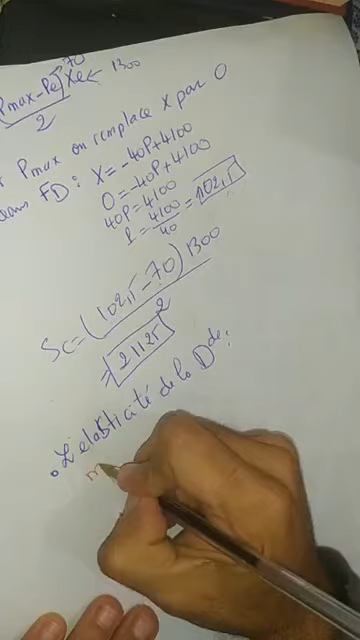 70
Pmax-Pe) Xe ← 1300
2
Pmax on remplace X par 0
dans FD: X = -40P+4100
0 = -40P+4100
40P = 4100
P = 4100 = 102,5
40
Sc = (102,5 - 70) 1300
2
= 21125
• L'elasticité de la Dde: